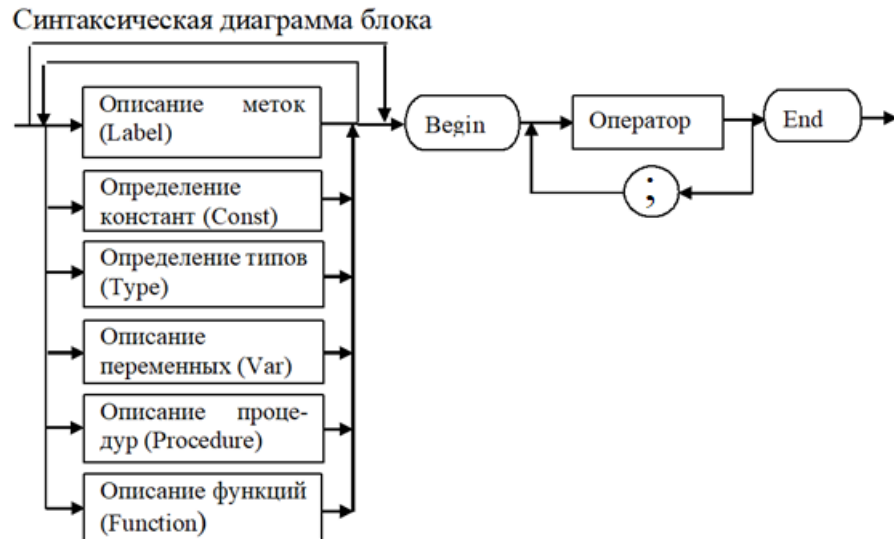 Синтаксическая диаграмма блока
Описание меток
(Label)
Begin
Оператор
End
;
Определение
констант (Const)
Определение типов
(Type)
Описание
переменных (Var)
Описание проце-
дур (Procedure)
Описание функций
(Function)